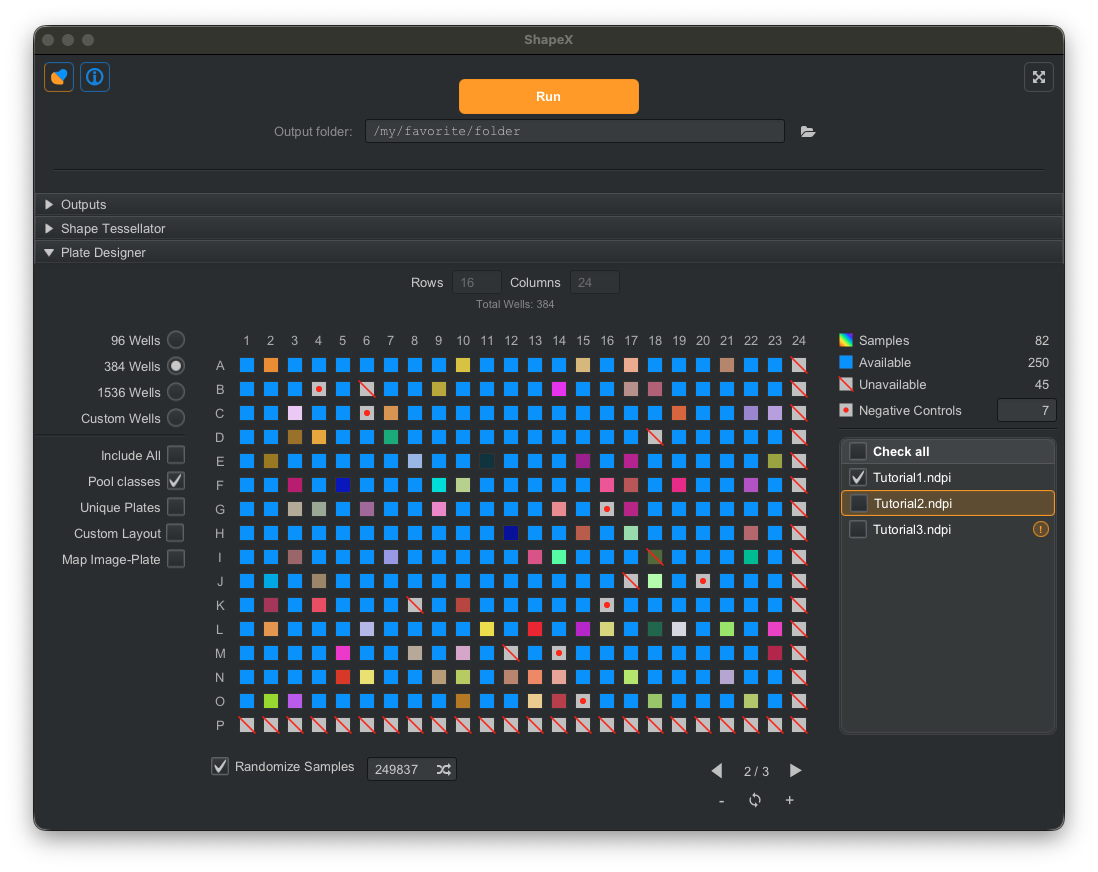 ShapeX
Run
Output folder: /my/favorite/folder
Outputs
Shape Tessellator
Plate Designer
Rows 16 Columns 24
Total Wells: 384
96 Wells
384 Wells
1536 Wells
Custom Wells
Include All
Pool classes
Unique Plates
Custom Layout
Map Image-Plate
1 2 3 4 5 6 7 8 9 10 11 12 13 14 15 16 17 18 19 20 21 22 23 24
A
B
C
D
E
F
G
H
I
J
K
L
M
N
O
P
Samples 82
Available 250
Unavailable 45
Negative Controls 7
Check all
Tutorial1.ndpi
Tutorial2.ndpi
Tutorial3.ndpi !
Randomize Samples 249837
2 / 3
- +